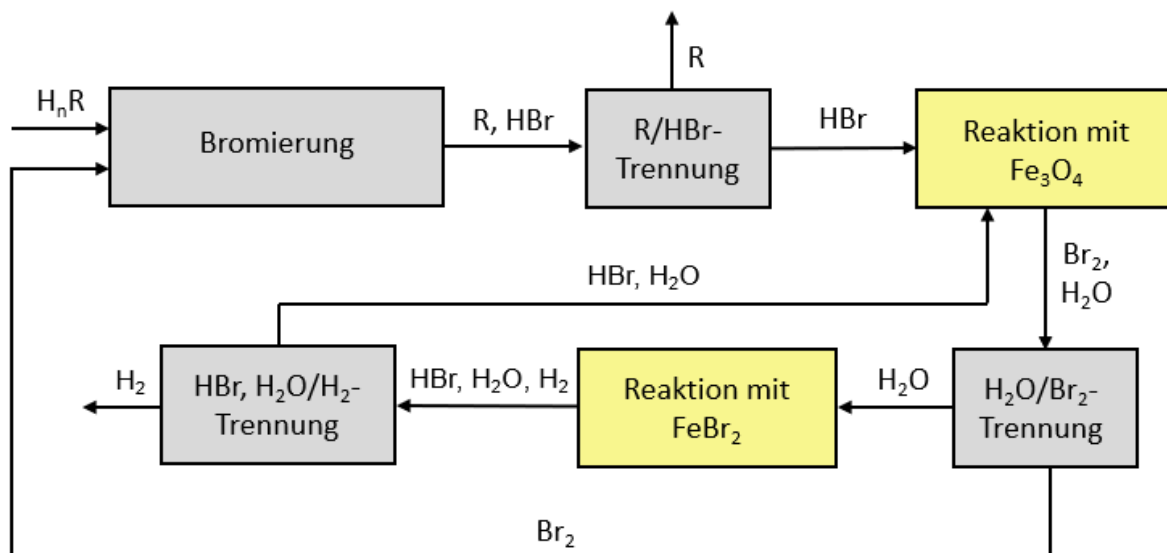 R
HₙR
Bromierung
R, HBr
R/HBr-
Trennung
HBr
Reaktion mit
Fe₃O₄
Br₂,
H₂O
HBr, H₂O
H₂
HBr, H₂O/H₂-
Trennung
HBr, H₂O, H₂
Reaktion mit
FeBr₂
H₂O
H₂O/Br₂-
Trennung
Br₂